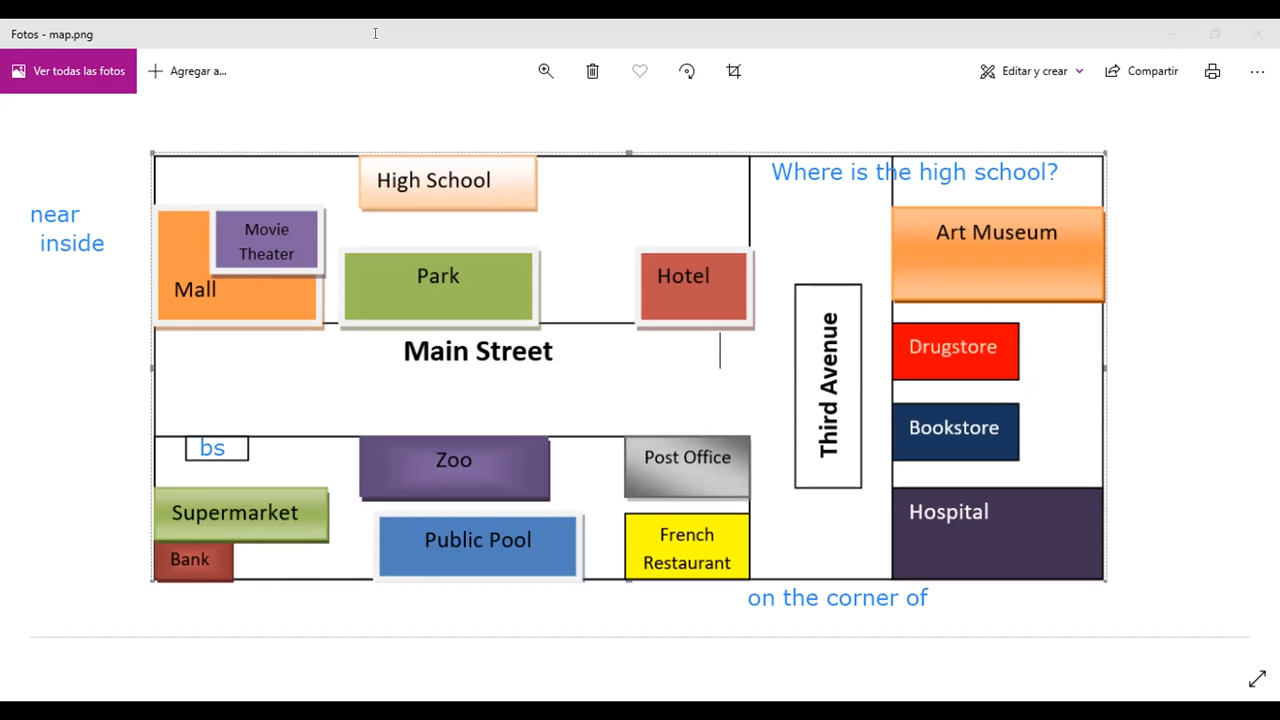 Fotos - map.png
Ver todas las fotos
Agregar a...
Editar y crear
Compartir
Where is the high school?
High School
near
inside
Movie
Theater
Mall
Park
Hotel
Art Museum
Main Street
Third Avenue
Drugstore
Bookstore
bs
Zoo
Post Office
Supermarket
Public Pool
Hospital
Bank
French
Restaurant
on the corner of